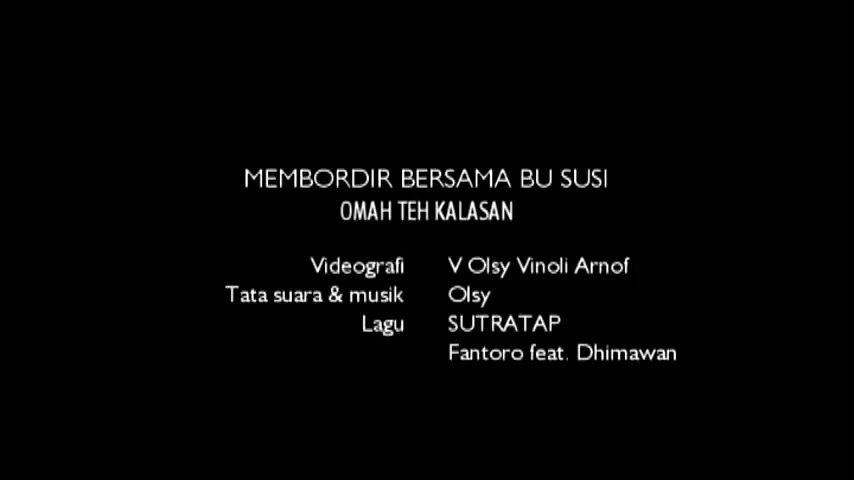 MEMBORDIR BERSAMA BU SUSI
OMAH TEH KALASAN
Videografi V Olsy Vinoli Arnof
Tata suara & musik Olsy
Lagu SUTRATAP
Fantoro feat. Dhimawan